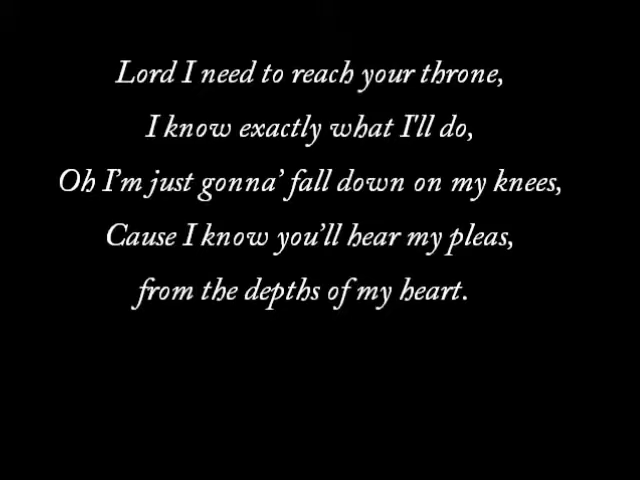 Lord I need to reach your throne,
I know exactly what I'll do,
Oh I'm just gonna’ fall down on my knees,
Cause I know you’ll hear my pleas,
from the depths of my heart.